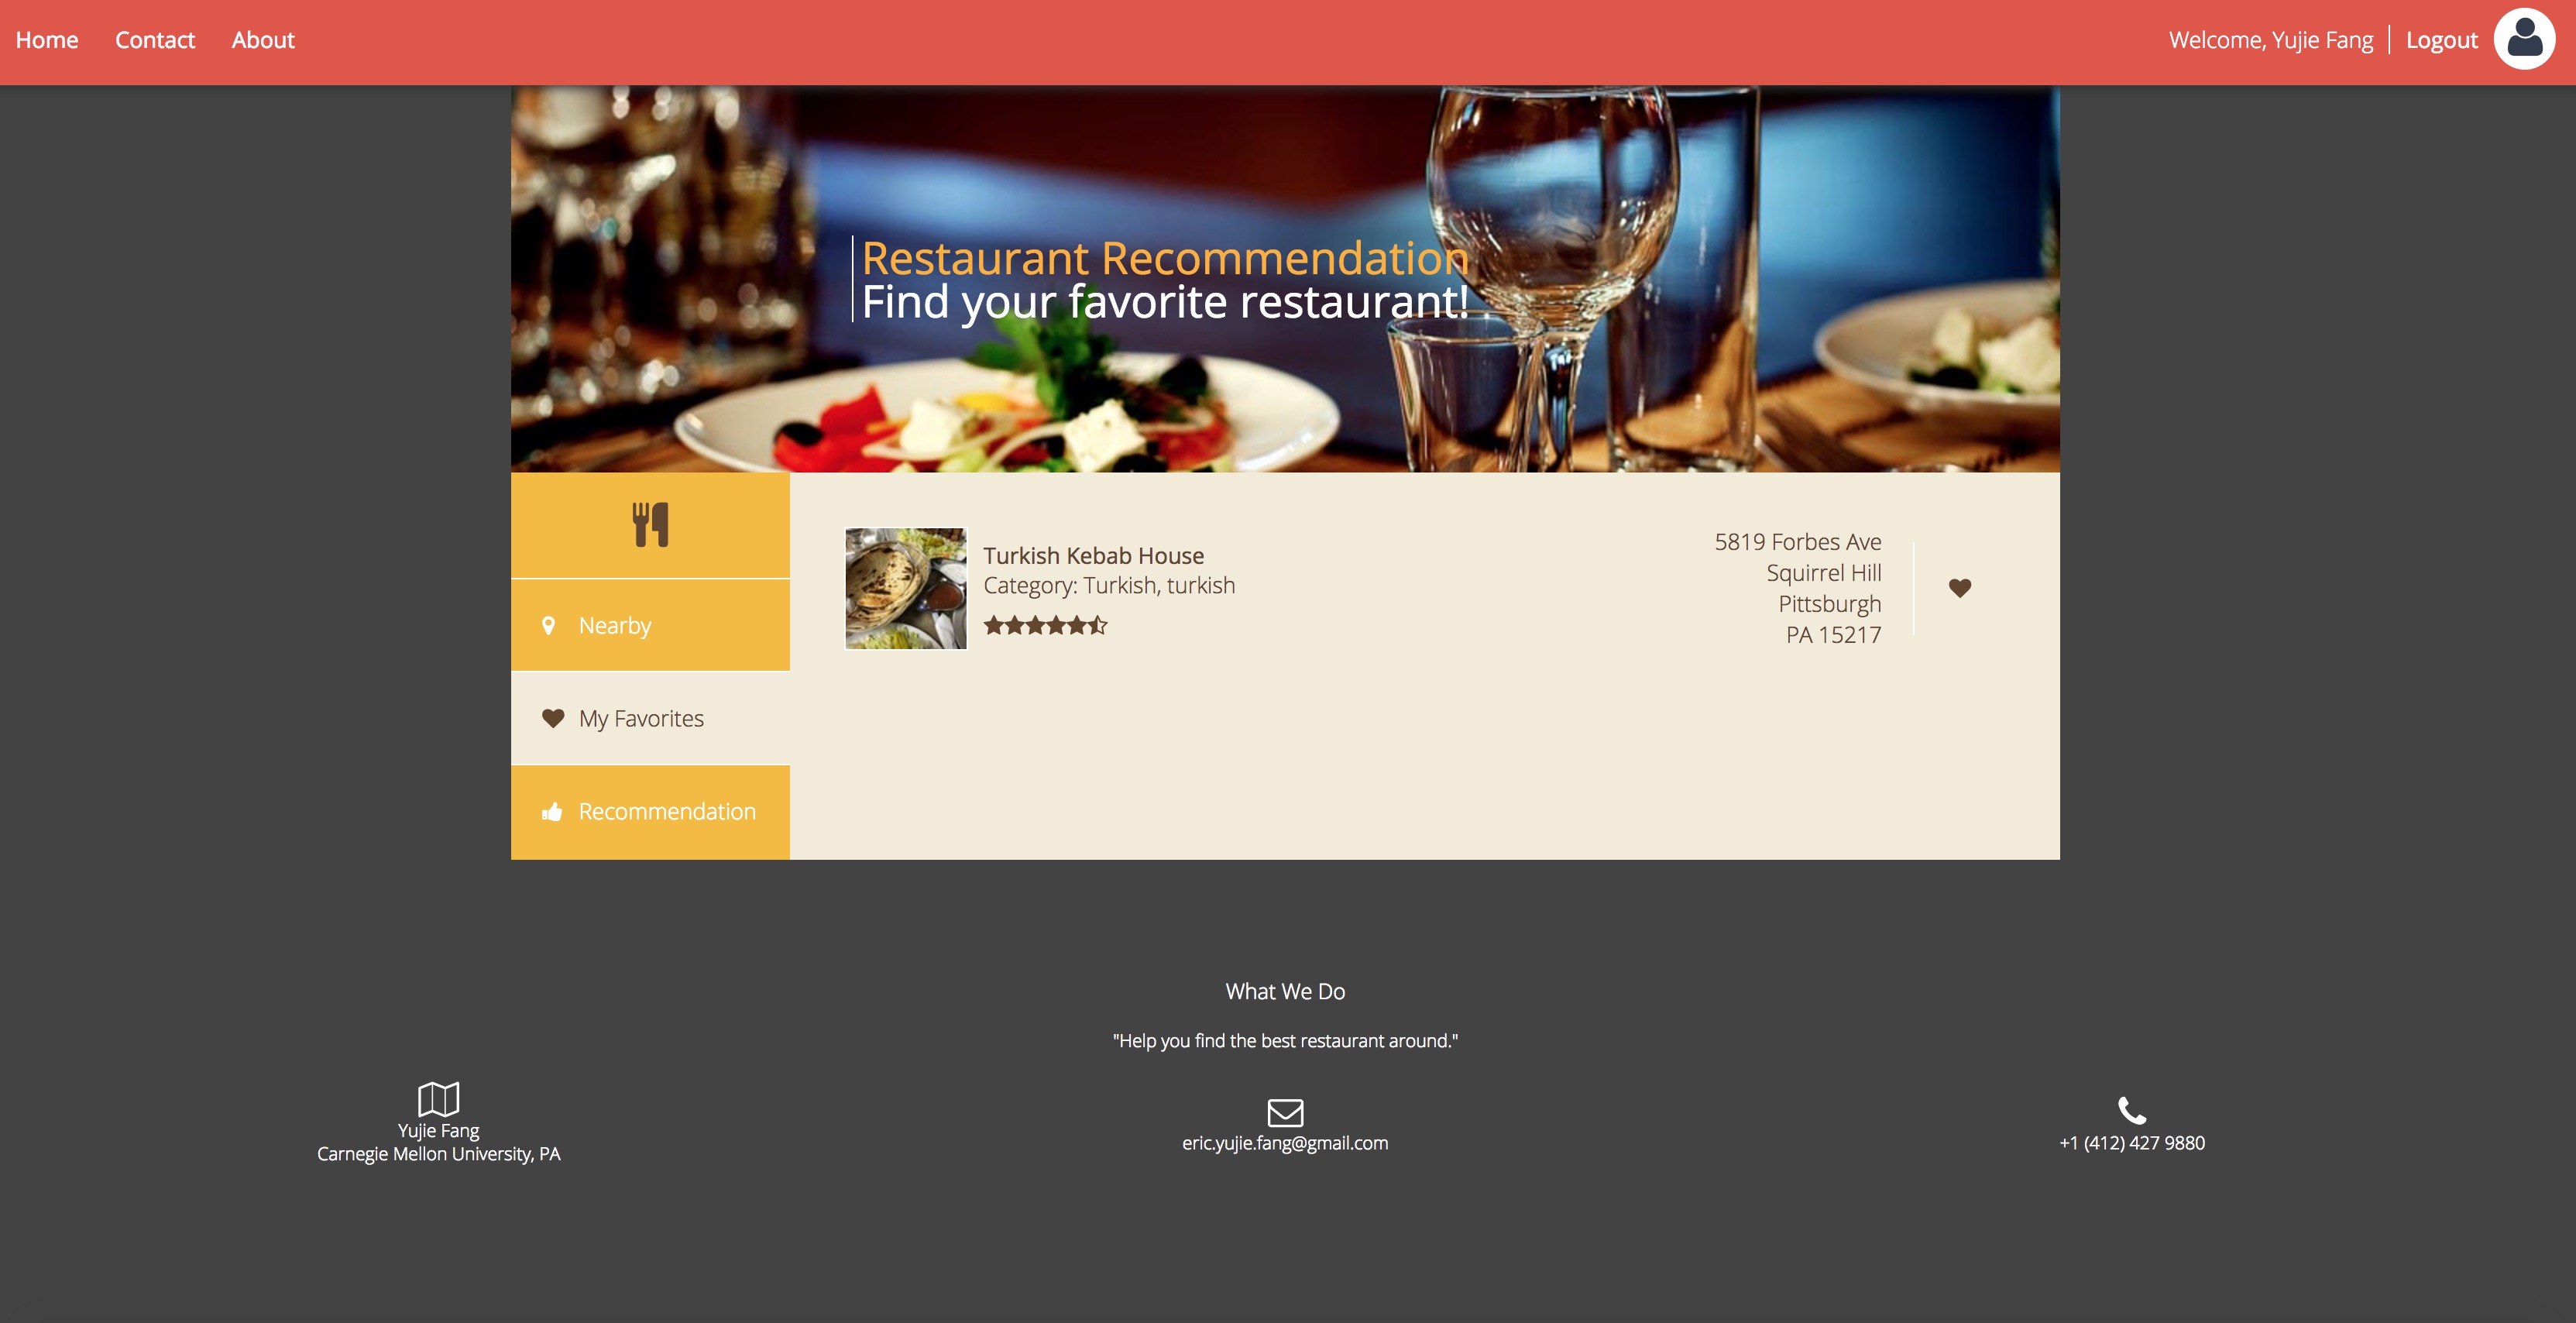 Home Contact About Welcome, Yujie Fang Logout
Restaurant Recommendation
Find your favorite restaurant!
Nearby
My Favorites
Recommendation
Turkish Kebab House
Category: Turkish, turkish
5819 Forbes Ave
Squirrel Hill
Pittsburgh
PA 15217
What We Do
"Help you find the best restaurant around."
Yujie Fang
Carnegie Mellon University, PA
eric.yujie.fang@gmail.com
+1 (412) 427 9880